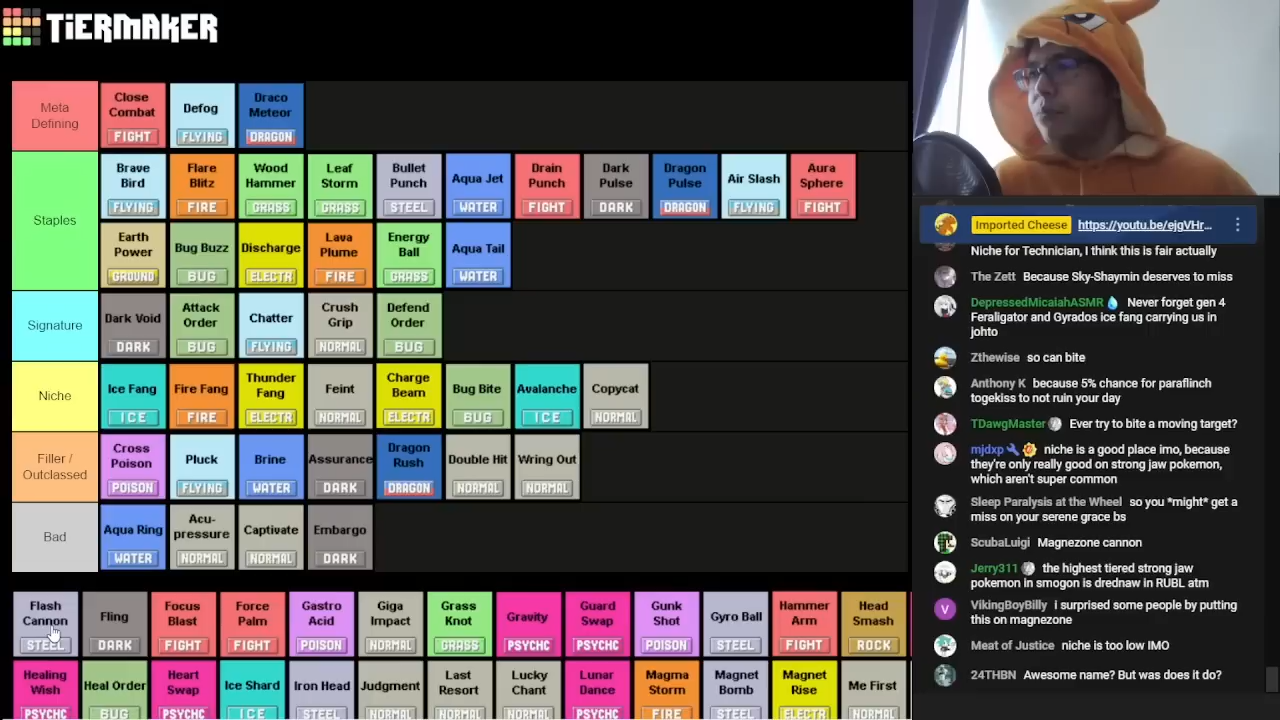 TIERMAKER
Meta
Defining
Close
Combat
FIGHT
Defog
FLYING
Draco
Meteor
DRAGON
Staples
Brave
Bird
FLYING
Flare
Blitz
FIRE
Wood
Hammer
GRASS
Leaf
Storm
GRASS
Bullet
Punch
STEEL
Aqua Jet
WATER
Drain
Punch
FIGHT
Dark
Pulse
DARK
Dragon
Pulse
DRAGON
Air Slash
FLYING
Aura
Sphere
FIGHT
Earth
Power
GROUND
Bug Buzz
BUG
Discharge
ELECTR
Lava
Plume
FIRE
Energy
Ball
GRASS
Aqua Tail
WATER
Signature
Dark Void
DARK
Attack
Order
BUG
Chatter
FLYING
Crush
Grip
NORMAL
Defend
Order
BUG
Niche
Ice Fang
ICE
Fire Fang
FIRE
Thunder
Fang
ELECTR
Feint
NORMAL
Charge
Beam
ELECTR
Bug Bite
BUG
Avalanche
ICE
Copycat
NORMAL
Filler /
Outclassed
Cross
Poison
POISON
Pluck
FLYING
Brine
WATER
Assurance
DARK
Dragon
Rush
DRAGON
Double Hit
NORMAL
Wring Out
NORMAL
Bad
Aqua Ring
WATER
Acu-
pressure
NORMAL
Captivate
NORMAL
Embargo
DARK
Flash
Cannon
STEEL
Fling
DARK
Focus
Blast
FIGHT
Force
Palm
FIGHT
Gastro
Acid
POISON
Giga
Impact
NORMAL
Grass
Knot
GRASS
Gravity
PSYCHC
Guard
Swap
PSYCHC
Gunk
Shot
POISON
Gyro Ball
STEEL
Hammer
Arm
FIGHT
Head
Smash
ROCK
Healing
Wish
PSYCHC
Heal Order
BUG
Heart
Swap
PSYCHC
Ice Shard
ICE
Iron Head
STEEL
Judgment
NORMAL
Last
Resort
NORMAL
Lucky
Chant
NORMAL
Lunar
Dance
PSYCHC
Magma
Storm
FIRE
Magnet
Bomb
STEEL
Magnet
Rise
ELECTR
Me First
NORMAL
Imported Cheese https://youtu.be/ejgVHr...
Niche for Technician, I think this is fair actually
The Zett Because Sky-Shaymin deserves to miss
DepressedMicaiahASMR Never forget gen 4
Feraligator and Gyrados ice fang carrying us in
johto
Zthewise so can bite
Anthony K because 5% chance for paraflinch
togekiss to not ruin your day
TDawgMaster Ever try to bite a moving target?
mjdxp niche is a good place imo, because
they're only really good on strong jaw pokemon,
which aren't super common
Sleep Paralysis at the Wheel so you *might* get a
miss on your serene grace bs
ScubaLuigi Magnezone cannon
Jerry311 the highest tiered strong jaw
pokemon in smogon is drednaw in RUBL atm
V
VikingBoyBilly i surprised some people by putting
this on magnezone
Meat of Justice niche is too low IMO
24THBN Awesome name? But was does it do?